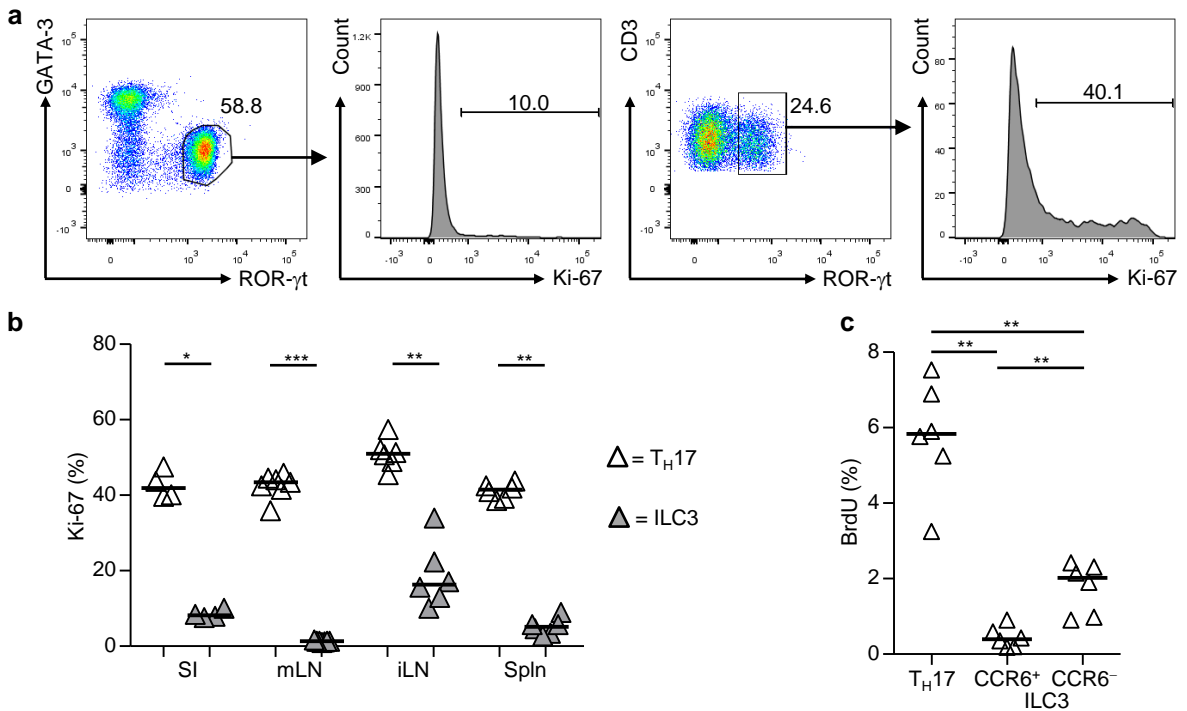 a
GATA-3
10⁵
10⁴
10³
0
-10³
58.8
0
10³
10⁴
10⁵
ROR-γt
Count
1.2K
900
600
300
0
10.0
-10³
0
10³
10⁴
10⁵
Ki-67
CD3
10⁵
10⁴
10³
0
-10³
24.6
0
10³
10⁴
10⁵
ROR-γt
Count
80
60
40
20
0
40.1
-10³
0
10³
10⁴
10⁵
Ki-67
b
Ki-67 (%)
80
60
40
20
0
*
***
**
**
SI
mLN
iLN
Spln
= TH17
= ILC3
c
BrdU (%)
8
6
4
2
0
**
**
**
TH17
CCR6⁺
CCR6⁻
ILC3